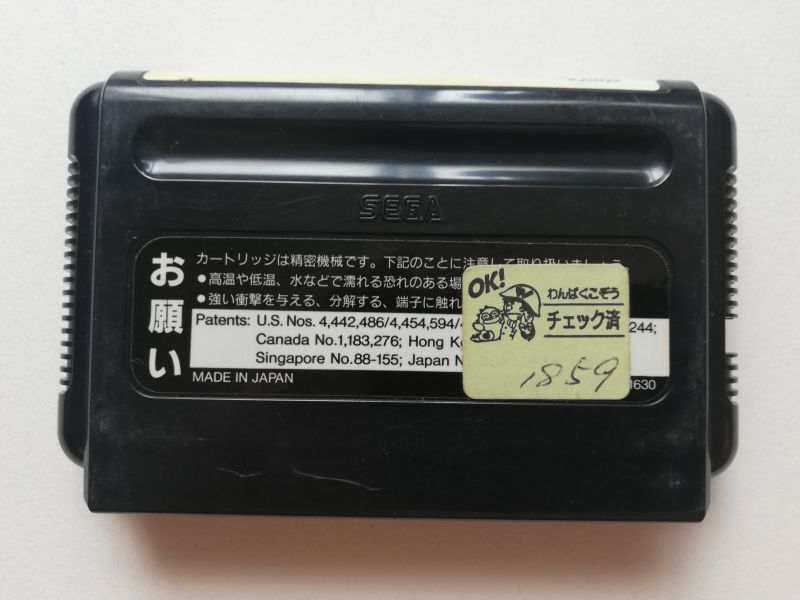 SEGA
お願い
カートリッジは精密機械です。下記のことに注意して取り扱いましょう。
●高温や低温、水などで濡れる恐れのある場
●強い衝撃を与える、分解する、端子に触れ
Patents: U.S. Nos. 4,442,486/4,454,594/ 244;
Canada No.1,183,276; Hong K
Singapore No.88-155; Japan N
MADE IN JAPAN
1630
OK!
わんぱくこぞう
チェック済
1859